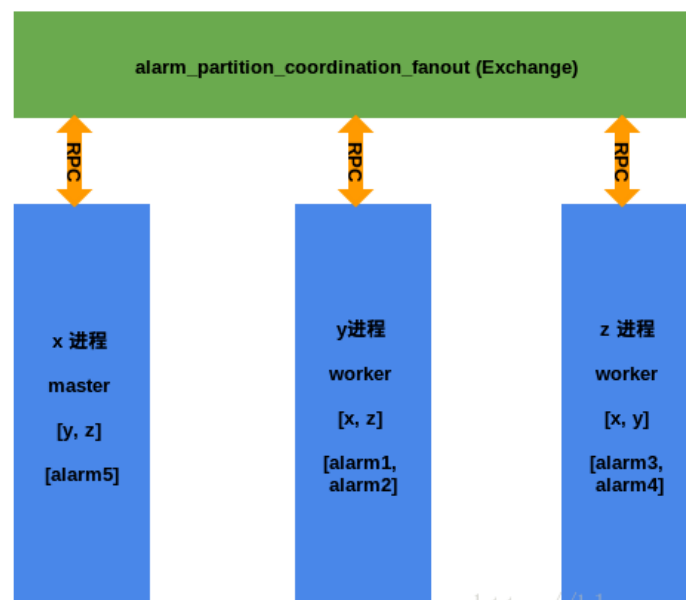 alarm_partition_coordination_fanout (Exchange)
RPC
RPC
RPC
x 进程
master
[y, z]
[alarm5]
y进程
worker
[x, z]
[alarm1,
alarm2]
z 进程
worker
[x, y]
[alarm3,
alarm4]